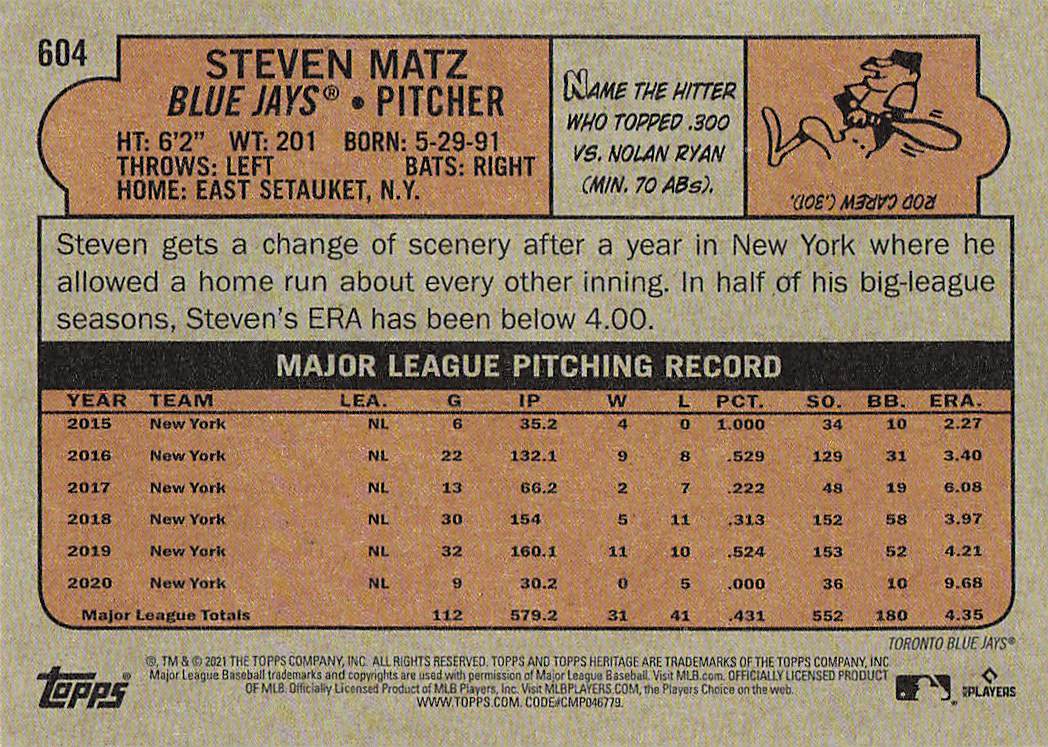 604
STEVEN MATZ
BLUE JAYS® • PITCHER
HT: 6'2" WT: 201 BORN: 5-29-91
THROWS: LEFT BATS: RIGHT
HOME: EAST SETAUKET, N.Y.
NAME THE HITTER
WHO TOPPED .300
VS. NOLAN RYAN
(MIN. 70 ABs).
ROD CAREW (.301).
Steven gets a change of scenery after a year in New York where he
allowed a home run about every other inning. In half of his big-league
seasons, Steven's ERA has been below 4.00.
MAJOR LEAGUE PITCHING RECORD
YEAR TEAM LEA. G IP W L PCT. SO. BB. ERA.
2015 New York NL 6 35.2 4 0 1.000 34 10 2.27
2016 New York NL 22 132.1 9 8 .529 129 31 3.40
2017 New York NL 13 66.2 2 7 .222 48 19 6.08
2018 New York NL 30 154 5 11 .313 152 58 3.97
2019 New York NL 32 160.1 11 10 .524 153 52 4.21
2020 New York NL 9 30.2 0 5 .000 36 10 9.68
Major League Totals 112 579.2 31 41 .431 552 180 4.35
TORONTO BLUE JAYS®
®, TM & © 2021 THE TOPPS COMPANY, INC. ALL RIGHTS RESERVED. TOPPS AND TOPPS HERITAGE ARE TRADEMARKS OF THE TOPPS COMPANY, INC
Major League Baseball trademarks and copyrights are used with permission of Major League Baseball. Visit MLB.com. OFFICIALLY LICENSED PRODUCT
OF MLB. Officially Licensed Product of MLB Players, Inc. Visit MLBPLAYERS.COM, the Players Choice on the web.
WWW.TOPPS.COM. CODE#CMP046779.
topps®
PLAYERS